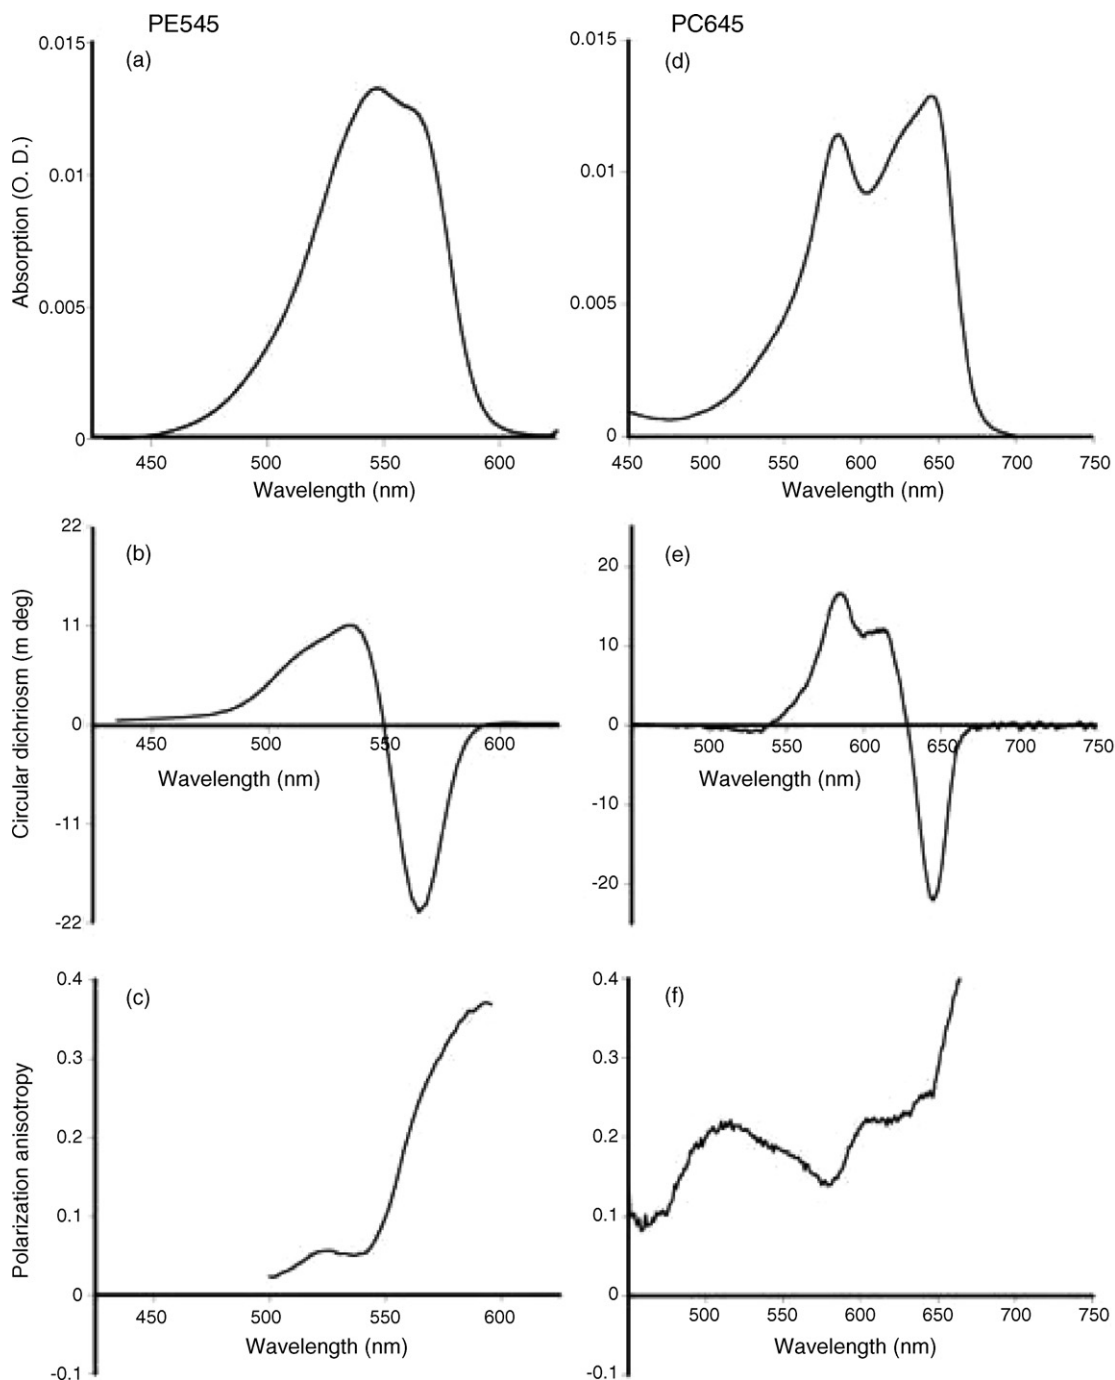 PE545
PC645
(a)
0.015
0.01
0.005
0
Absorption (O. D.)
450 500 550 600
Wavelength (nm)
(d)
0.015
0.01
0.005
0
450 500 550 600 650 700 750
Wavelength (nm)
(b)
22
11
0
-11
-22
Circular dichriosm (m deg)
450 500 550 600
Wavelength (nm)
(e)
20
10
0
-10
-20
500 550 600 650 700 750
Wavelength (nm)
(c)
0.4
0.3
0.2
0.1
0
-0.1
Polarization anisotropy
450 500 550 600
Wavelength (nm)
(f)
0.4
0.3
0.2
0.1
0
-0.1
500 550 600 650 700 750
Wavelength (nm)